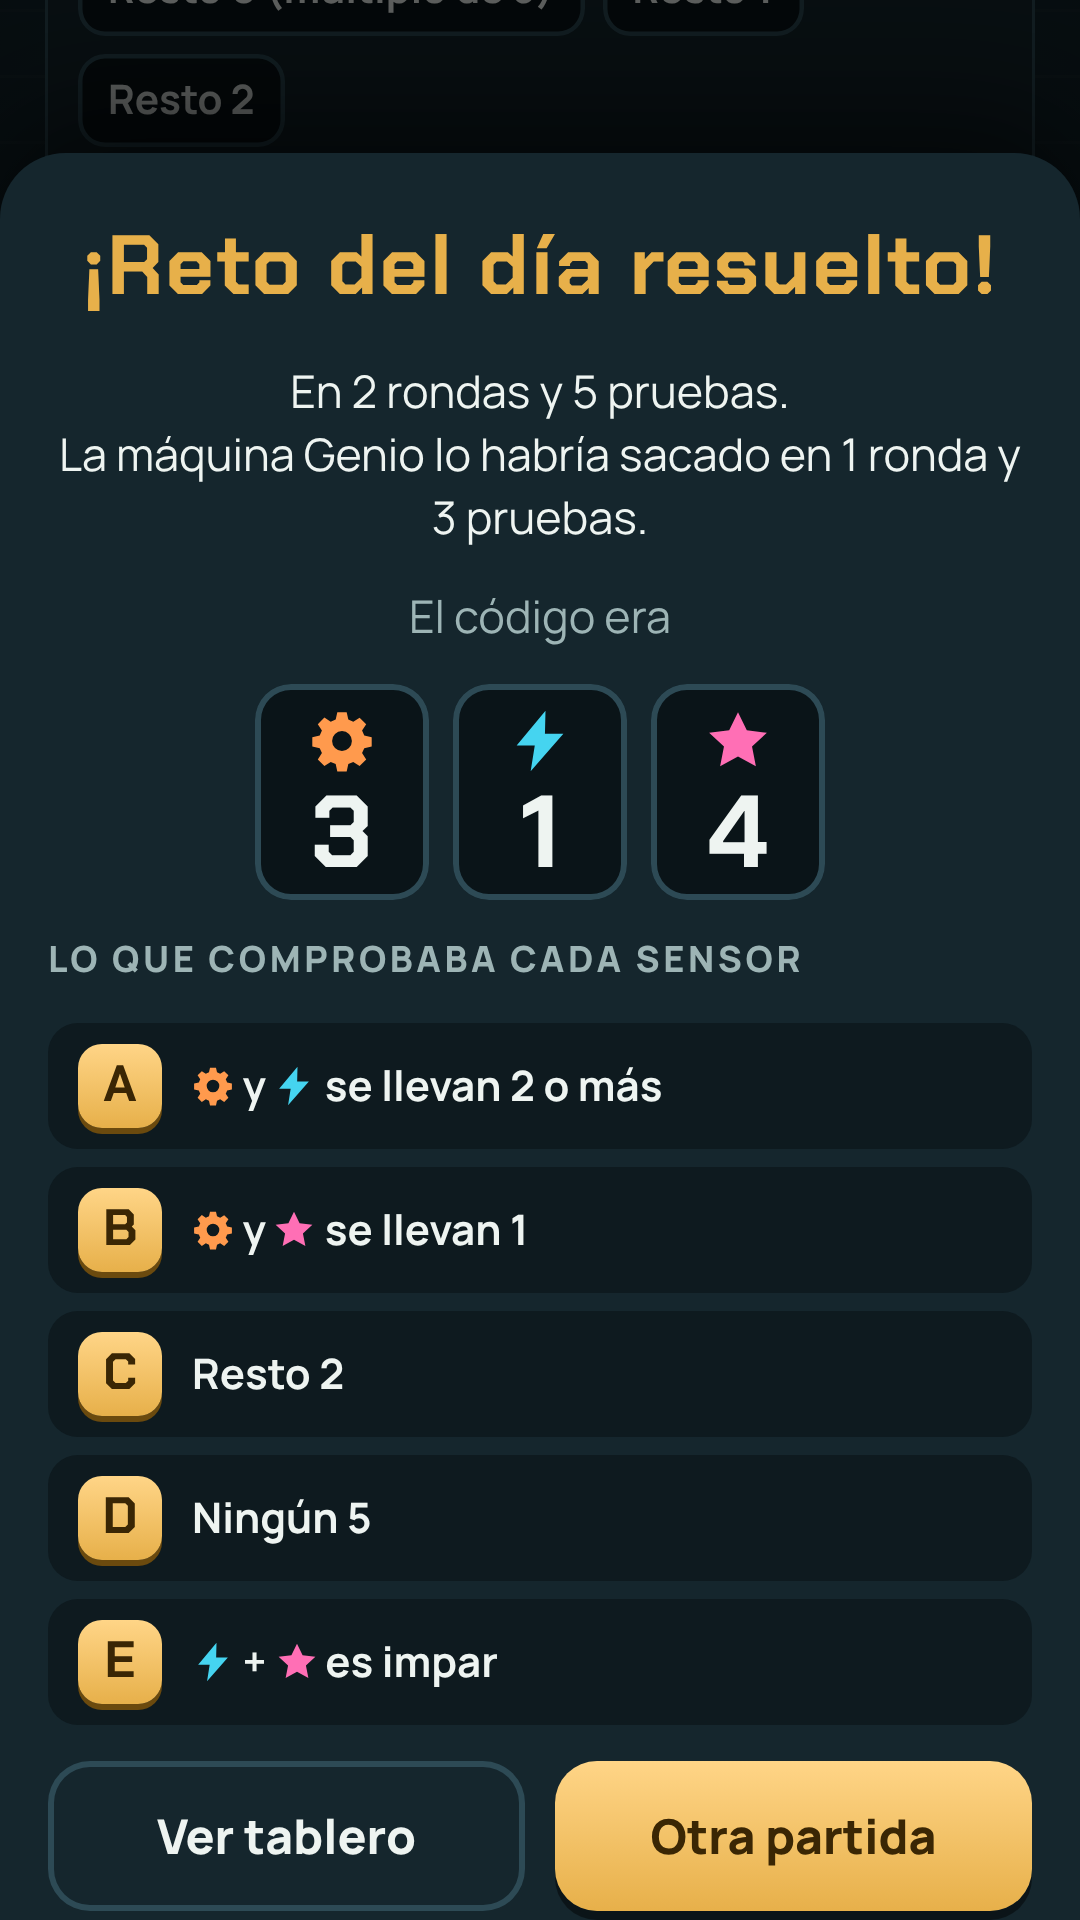 Resto 2
¡Reto del día resuelto!
En 2 rondas y 5 pruebas.
La máquina Genio lo habría sacado en 1 ronda y
3 pruebas.
El código era
3 1 4
LO QUE COMPROBABA CADA SENSOR
A y se llevan 2 o más
B y se llevan 1
C Resto 2
D Ningún 5
E + es impar
Ver tablero Otra partida